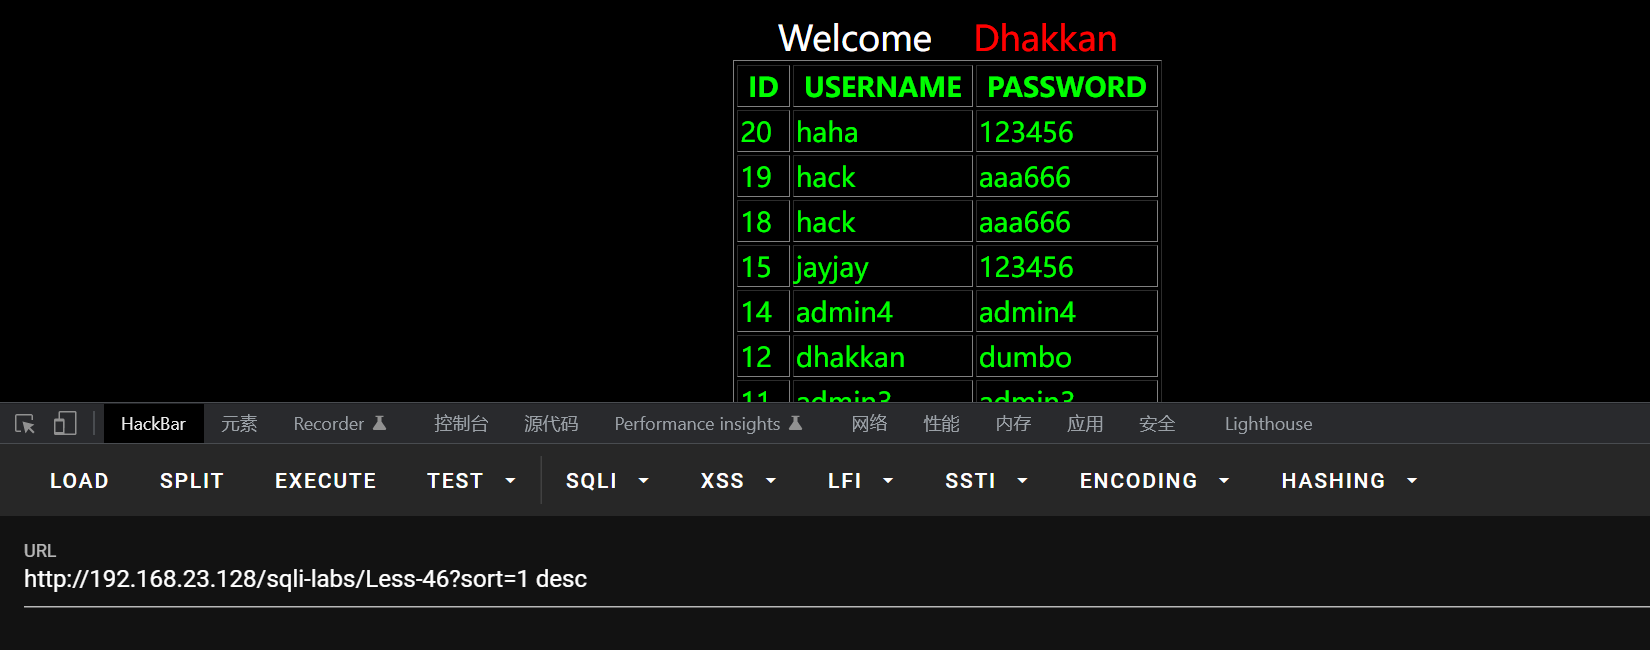 Welcome Dhakkan
ID USERNAME PASSWORD
20 haha 123456
19 hack aaa666
18 hack aaa666
15 jayjay 123456
14 admin4 admin4
12 dhakkan dumbo
11 admin3 admin3
HackBar 元素 Recorder 控制台 源代码 Performance insights 网络 性能 内存 应用 安全 Lighthouse
LOAD SPLIT EXECUTE TEST SQLI XSS LFI SSTI ENCODING HASHING
URL
http://192.168.23.128/sqli-labs/Less-46?sort=1 desc